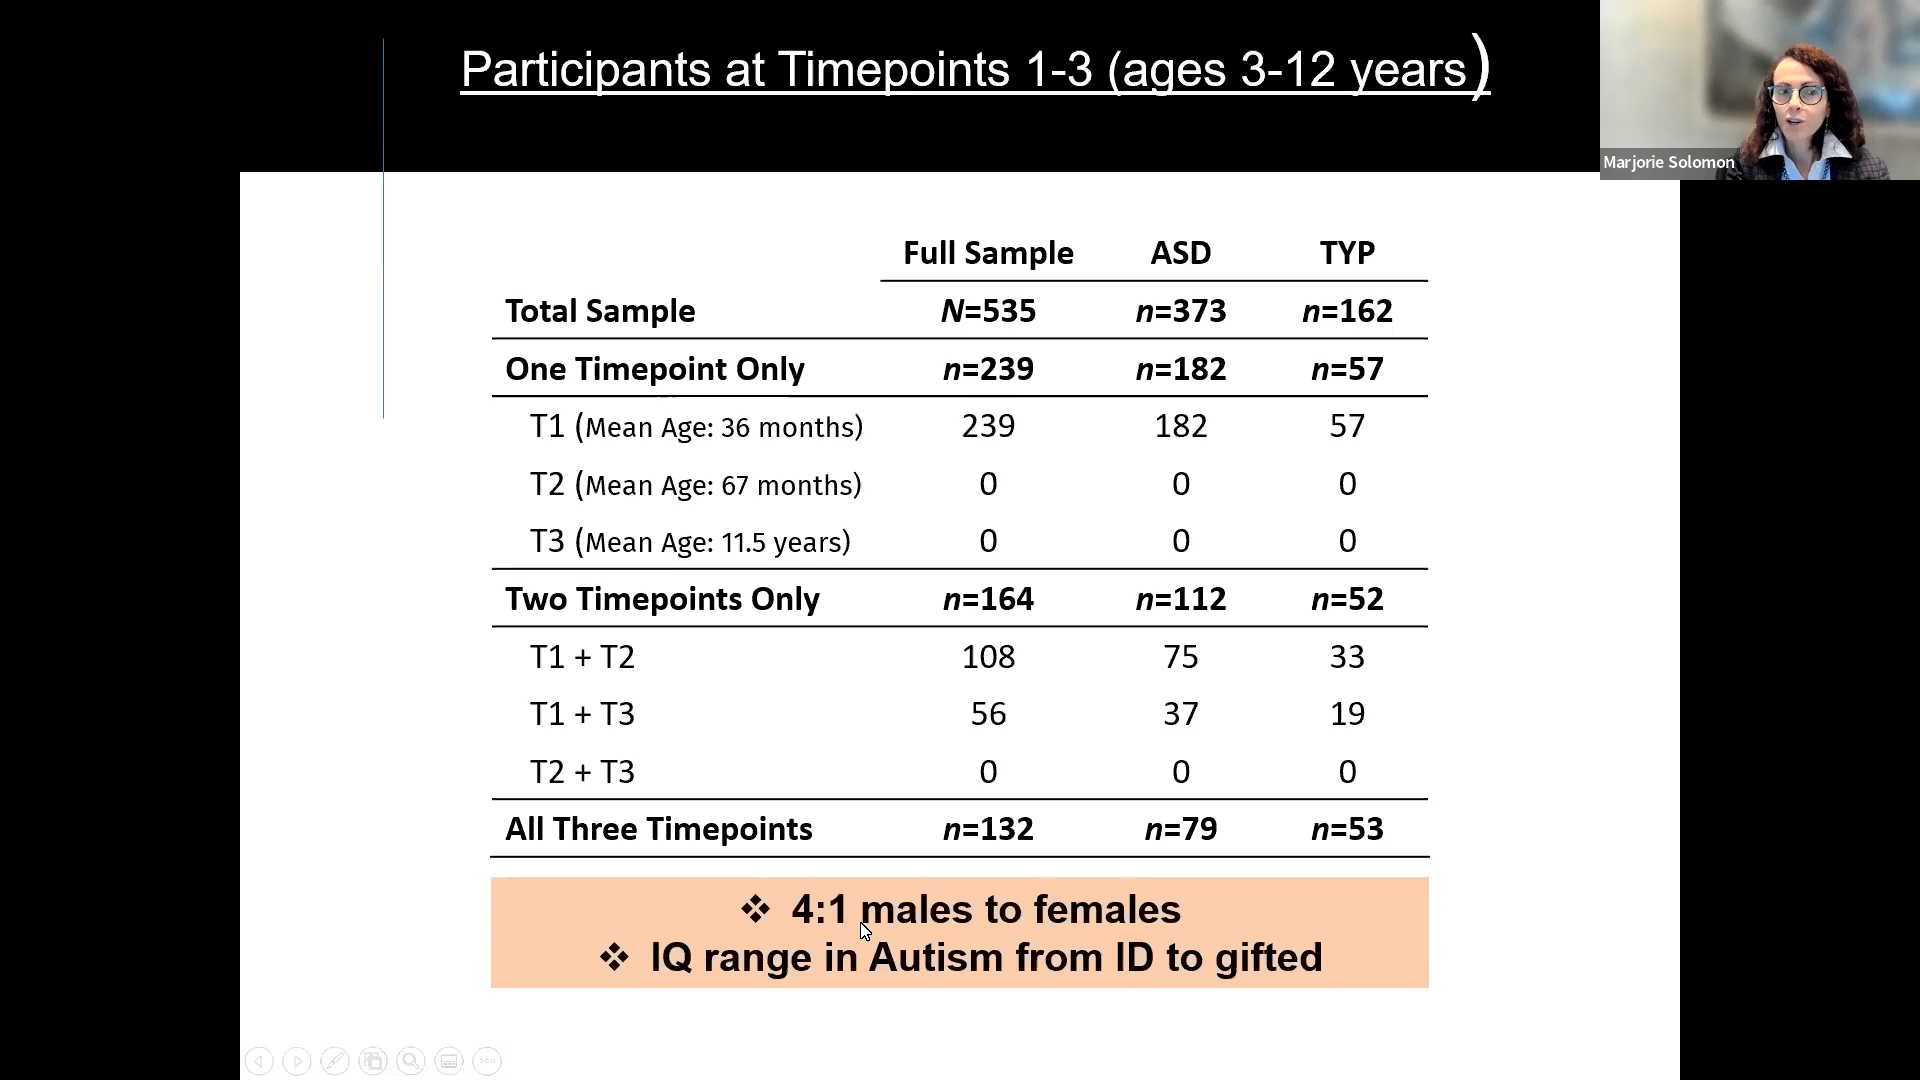 Participants at Timepoints 1-3 (ages 3-12 years)
Marjorie Solomon
Full Sample ASD TYP
Total Sample N=535 n=373 n=162
One Timepoint Only n=239 n=182 n=57
T1 (Mean Age: 36 months) 239 182 57
T2 (Mean Age: 67 months) 0 0 0
T3 (Mean Age: 11.5 years) 0 0 0
Two Timepoints Only n=164 n=112 n=52
T1 + T2 108 75 33
T1 + T3 56 37 19
T2 + T3 0 0 0
All Three Timepoints n=132 n=79 n=53
❖ 4:1 males to females
❖ IQ range in Autism from ID to gifted